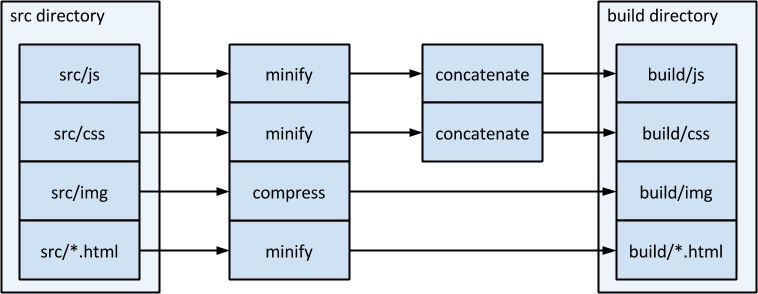 src directory
build directory
src/js
minify
concatenate
build/js
src/css
minify
concatenate
build/css
src/img
compress
build/img
src/*.html
minify
build/*.html